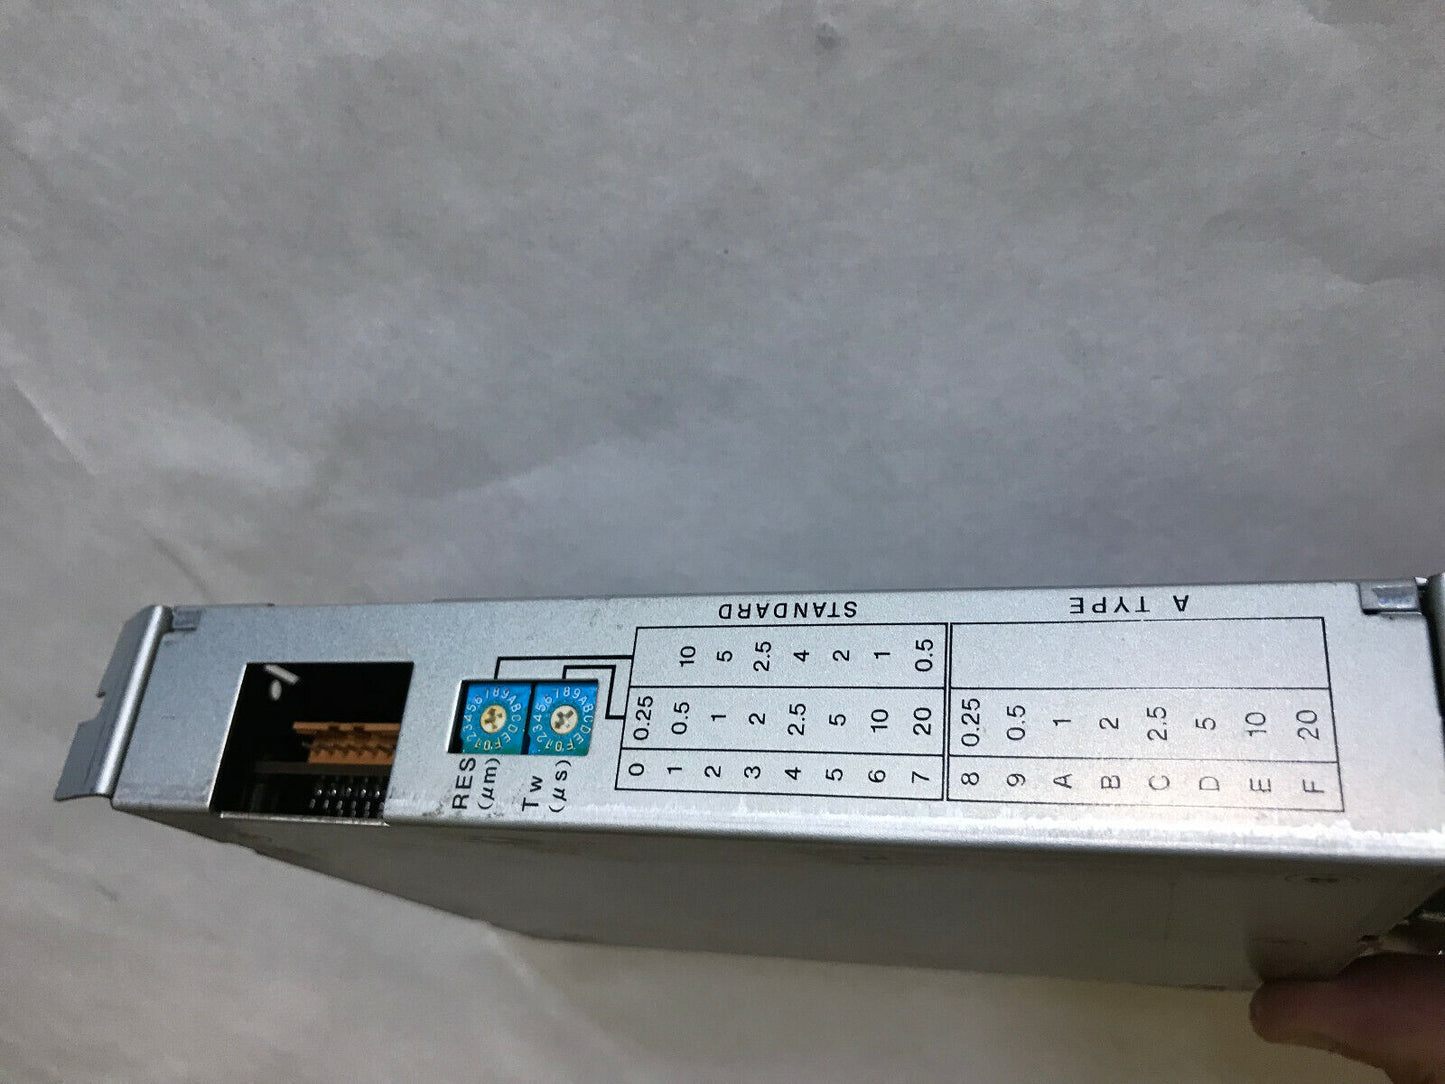 RES
(μm)
Tw
(μs)
0123456789ABCDEF
0123456789ABCDEF
STANDARD
0 0.25
1 0.5 10
2 1 5
3 2 2.5
4 2.5 4
5 5 2
6 10 1
7 20 0.5
A TYPE
8 0.25
9 0.5
A 1
B 2
C 2.5
D 5
E 10
F 20